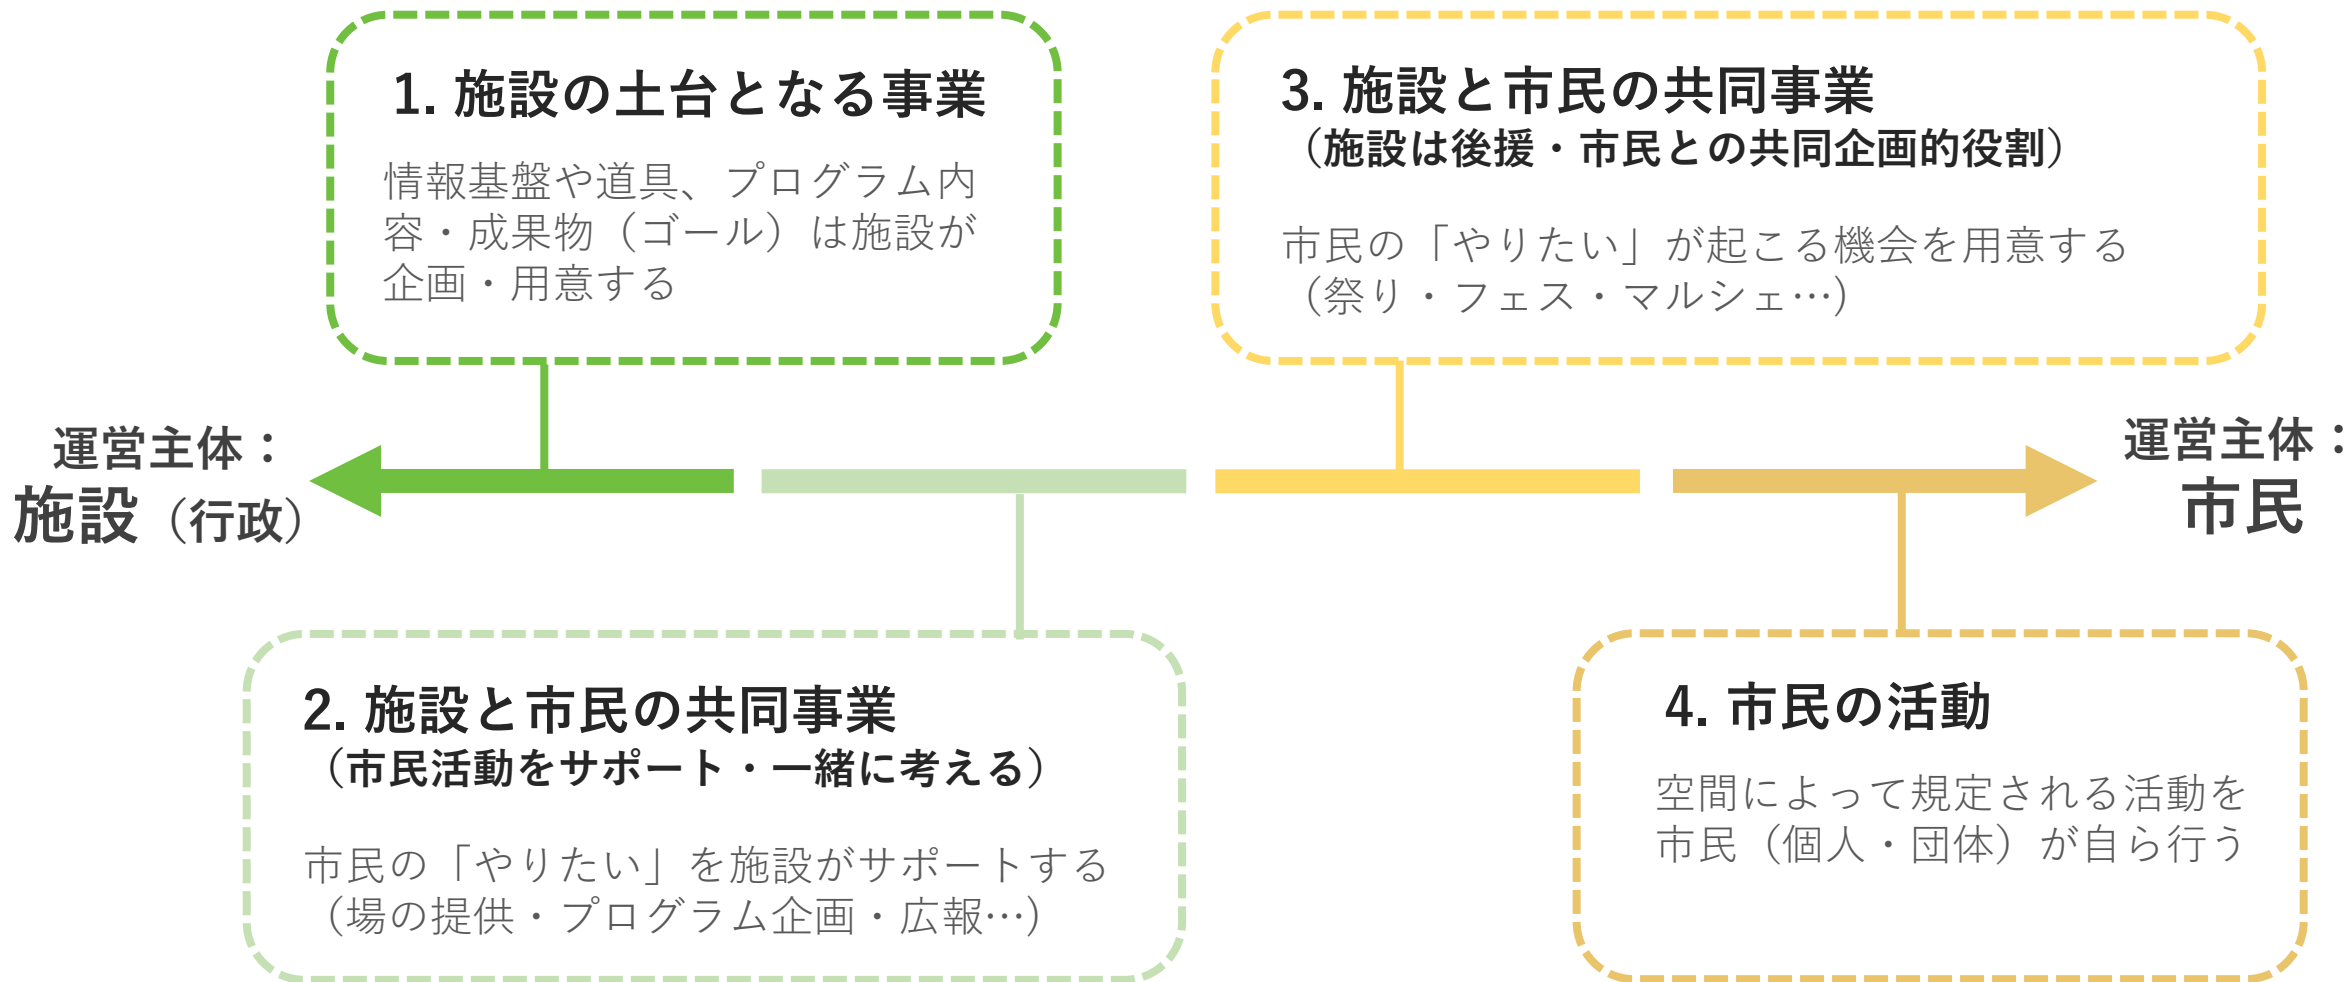 1. 施設の土台となる事業
情報基盤や道具、プログラム内
容・成果物（ゴール）は施設が
企画・用意する
3. 施設と市民の共同事業
（施設は後援・市民との共同企画的役割）
市民の「やりたい」が起こる機会を用意する
（祭り・フェス・マルシェ…）
運営主体：
施設（行政）
運営主体：
市民
2. 施設と市民の共同事業
（市民活動をサポート・一緒に考える）
市民の「やりたい」を施設がサポートする
（場の提供・プログラム企画・広報…）
4. 市民の活動
空間によって規定される活動を
市民（個人・団体）が自ら行う